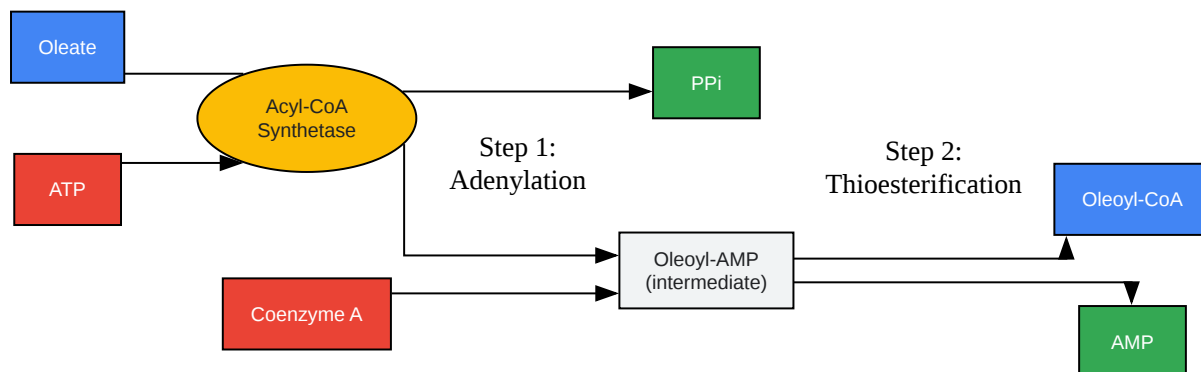 Oleate
PPi
Acyl-CoA
Synthetase
Step 1:
Adenylation
Step 2:
Thioesterification
ATP
Oleoyl-CoA
Oleoyl-AMP
(intermediate)
Coenzyme A
AMP